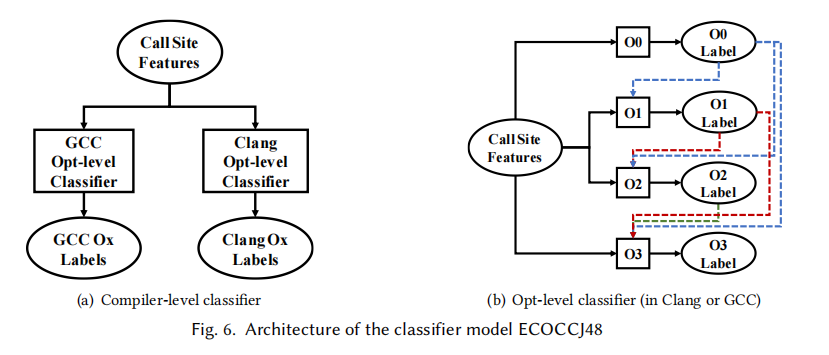 Call Site
Features
GCC
Opt-level
Classifier
Clang
Opt-level
Classifier
GCC Ox
Labels
Clang Ox
Labels
(a) Compiler-level classifier
Call Site
Features
O0
O0
Label
O1
O1
Label
O2
O2
Label
O3
O3
Label
(b) Opt-level classifier (in Clang or GCC)
Fig. 6. Architecture of the classifier model ECOCCJ48